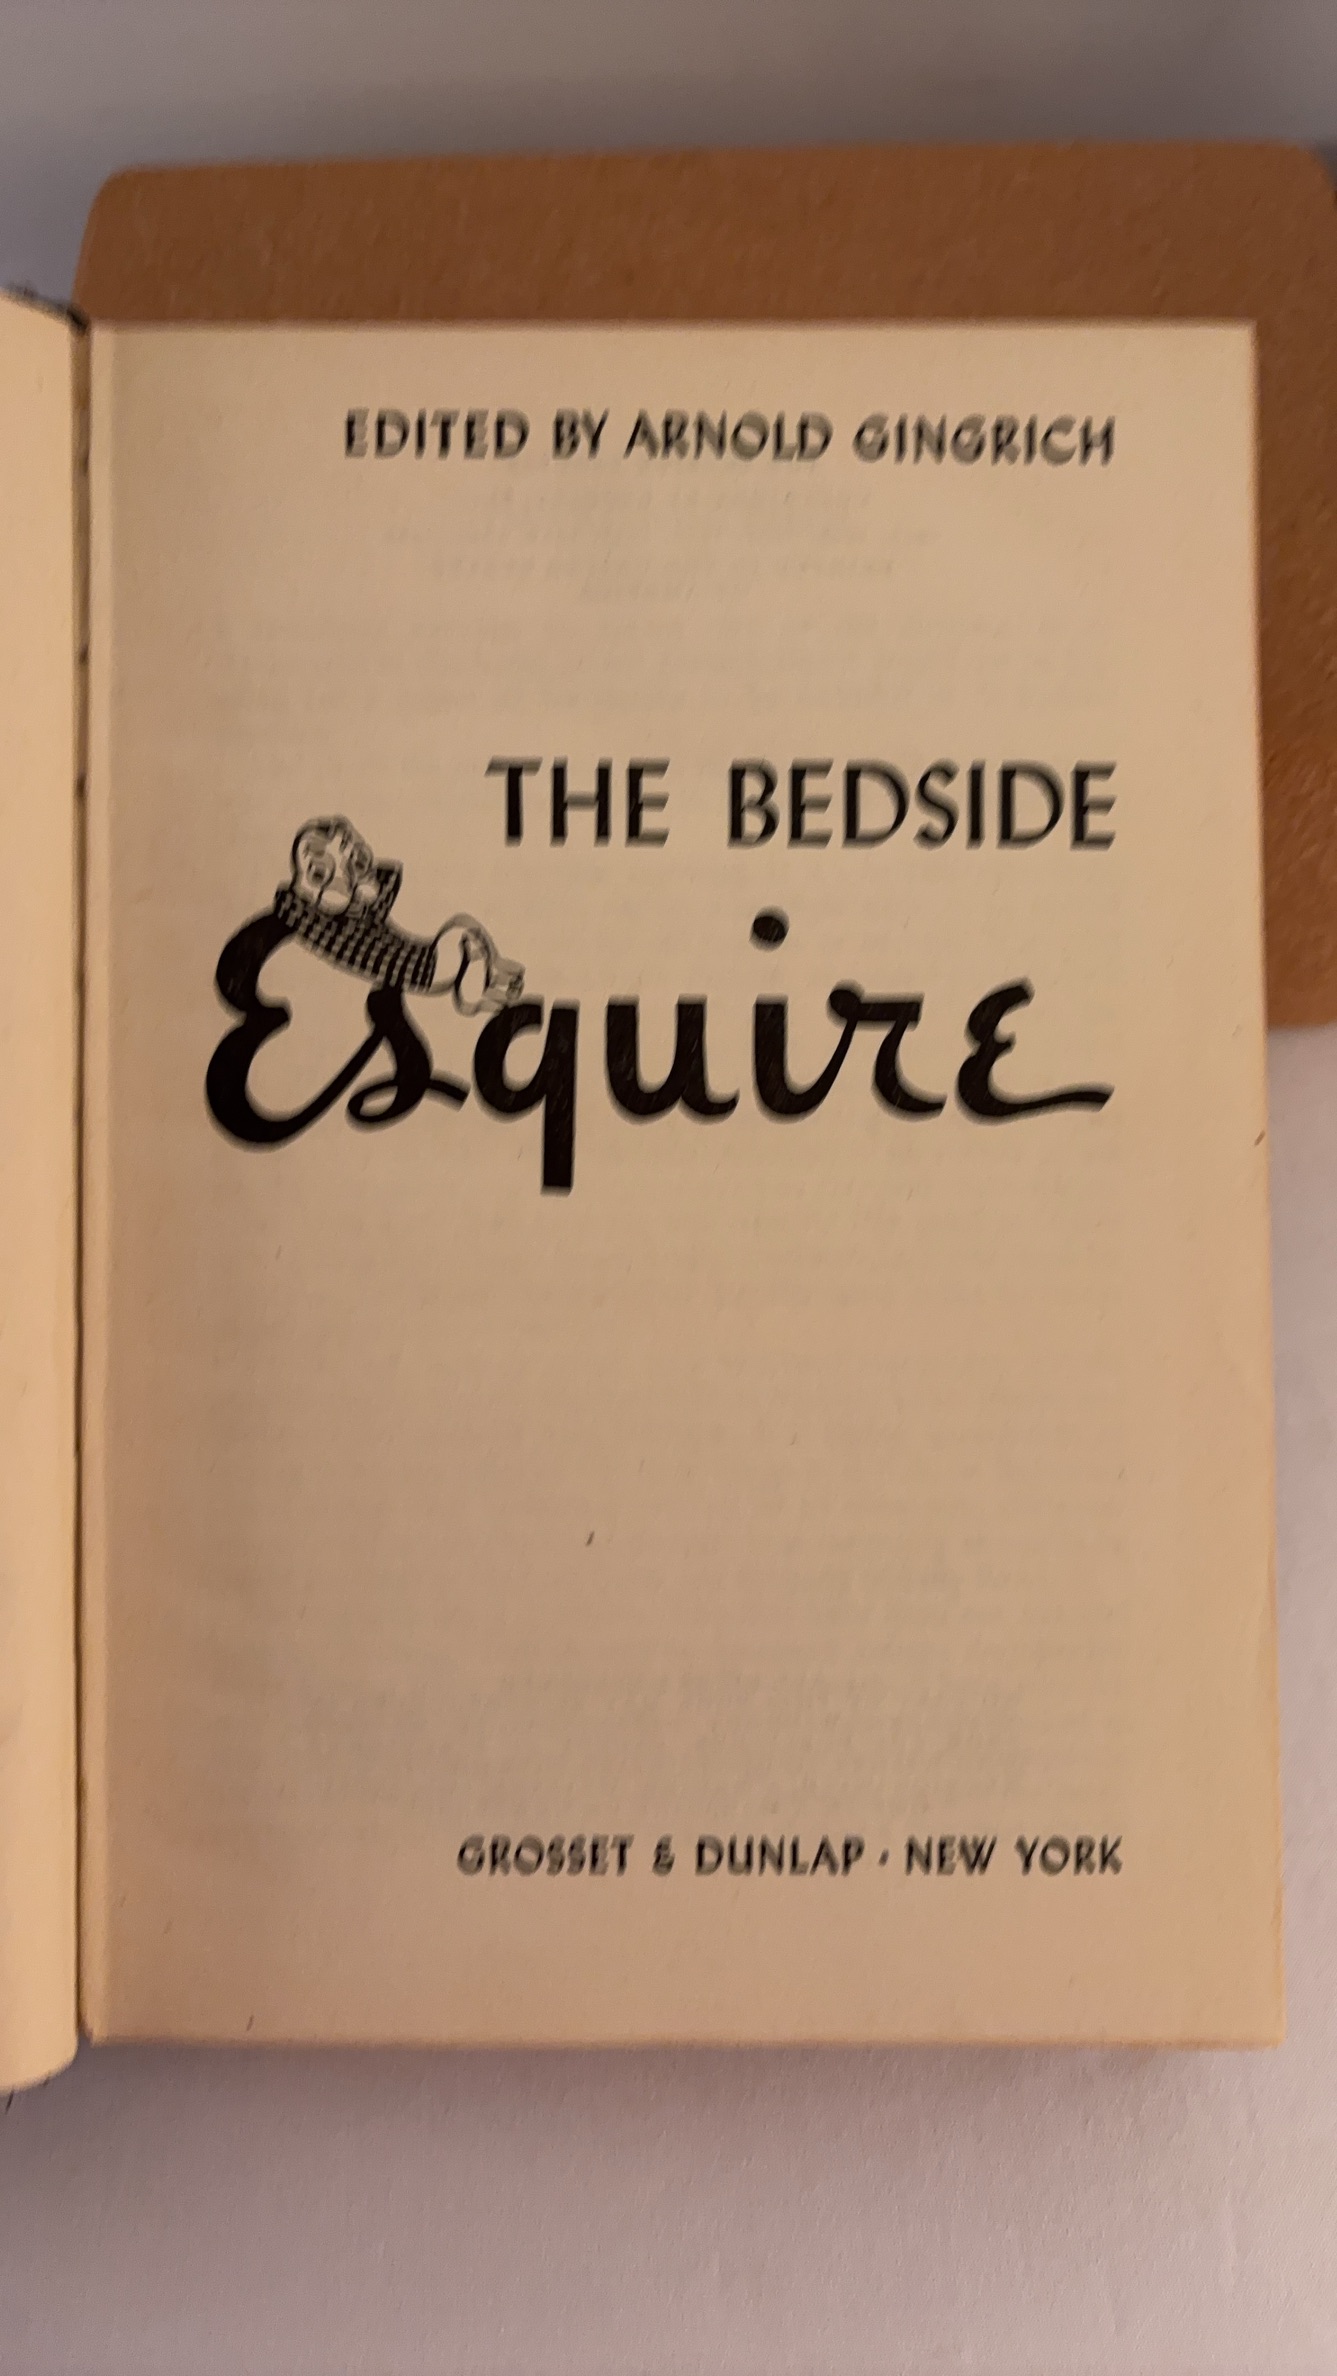 EDITED BY ARNOLD GINGRICH
THE BEDSIDE
Esquire
GROSSET & DUNLAP · NEW YORK